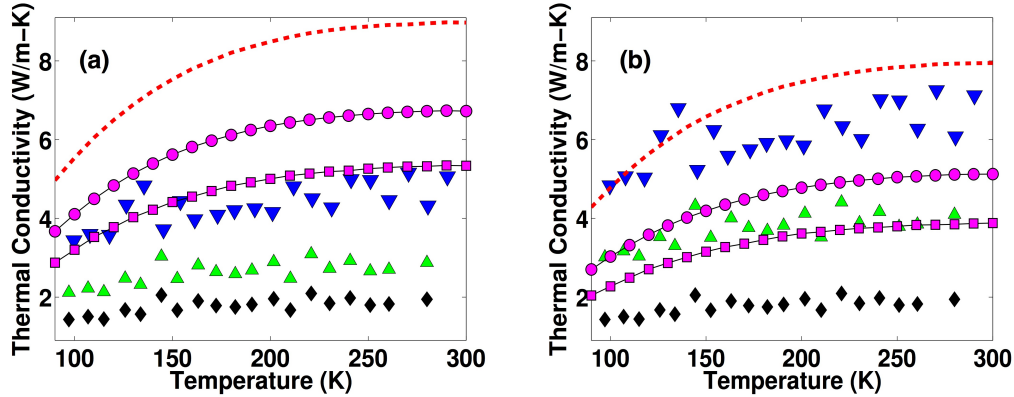 Thermal Conductivity (W/m−K)
(a)
8
6
4
2
100 150 200 250 300
Temperature (K)
Thermal Conductivity (W/m−K)
(b)
8
6
4
2
100 150 200 250 300
Temperature (K)